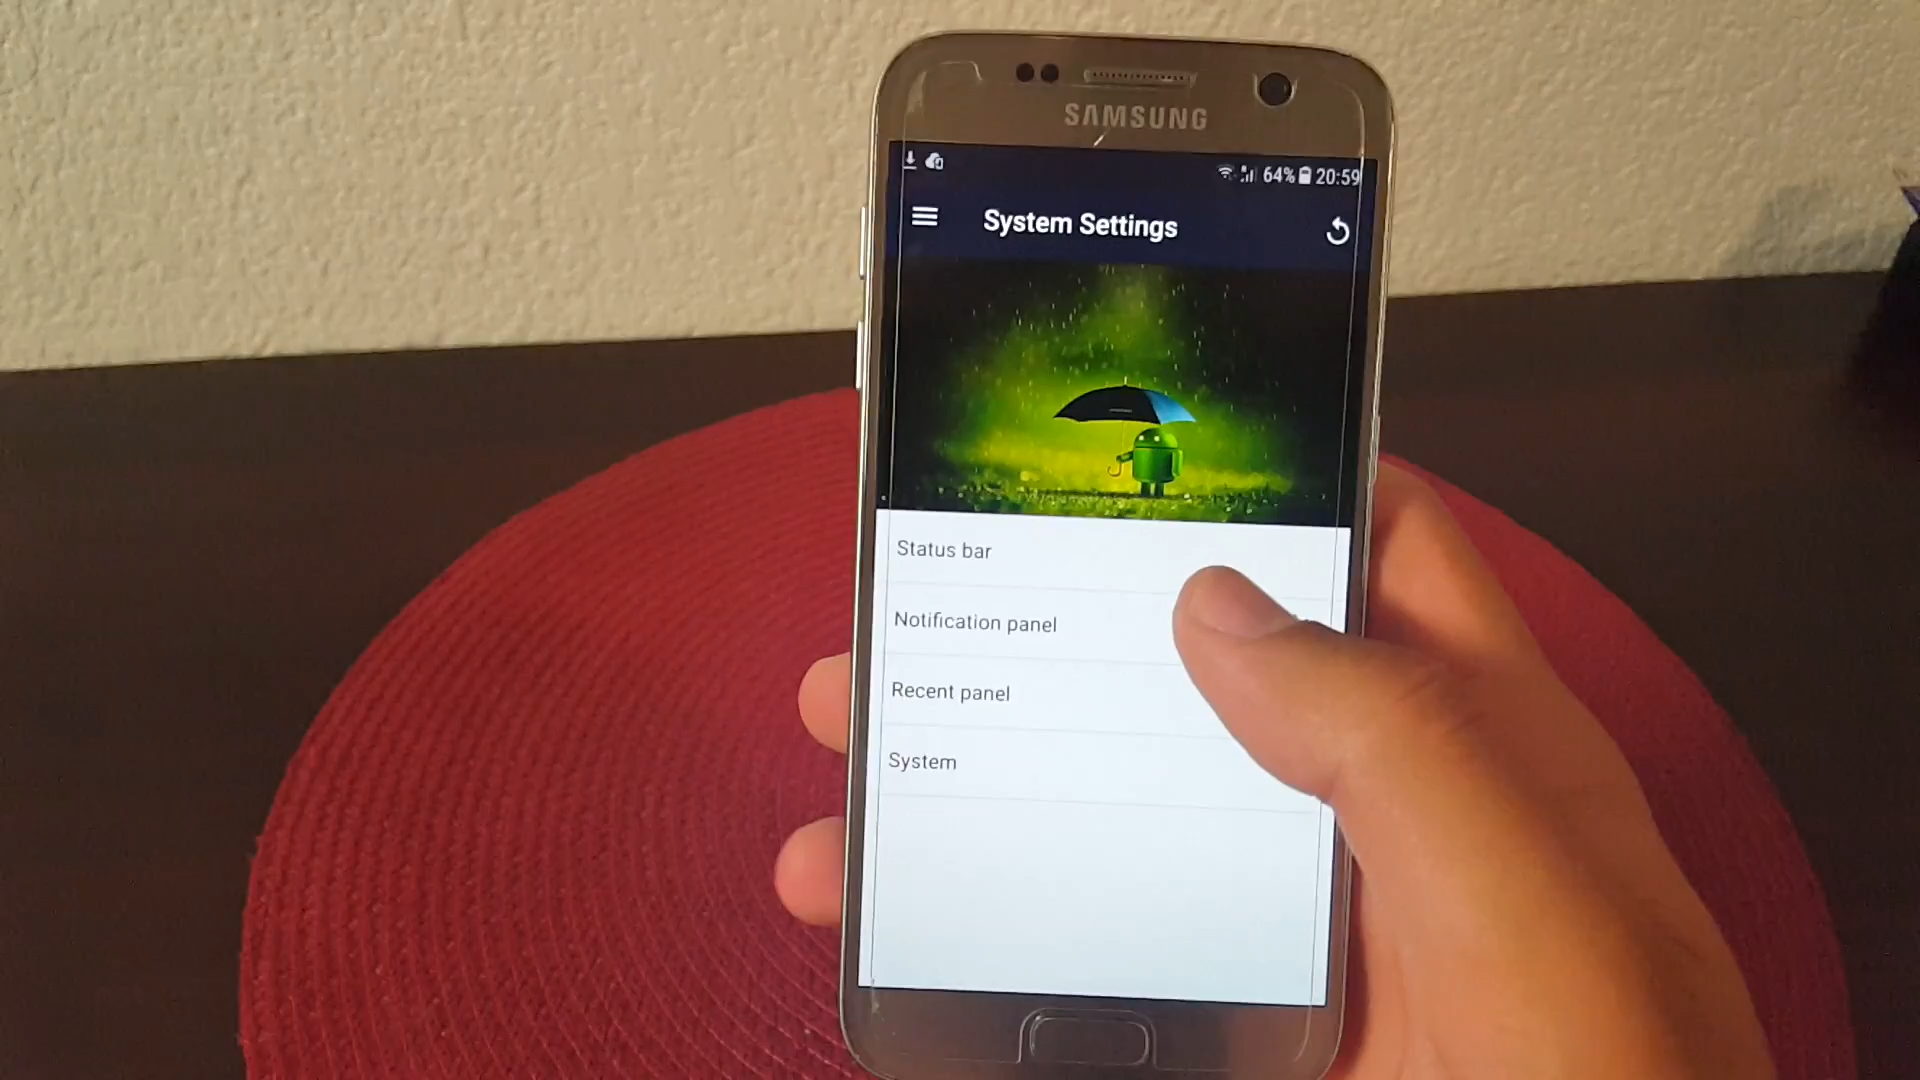 SAMSUNG
64% 20:59
System Settings
Status bar
Notification panel
Recent panel
System